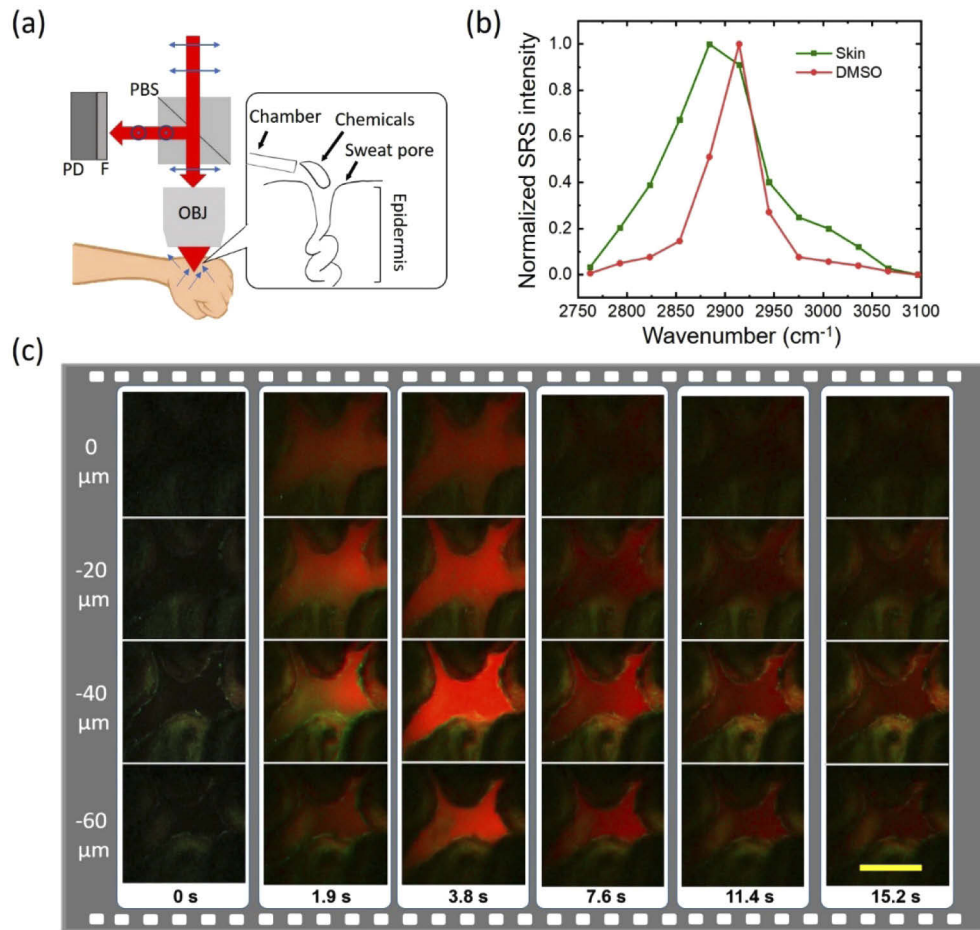 (a)
PBS
PD F
OBJ
Chamber
Chemicals
Sweat pore
Epidermis
(b)
Normalized SRS intensity
1.0
0.8
0.6
0.4
0.2
0.0
Skin
DMSO
2750 2800 2850 2900 2950 3000 3050 3100
Wavenumber (cm⁻¹)
(c)
0
μm
-20
μm
-40
μm
-60
μm
0 s 1.9 s 3.8 s 7.6 s 11.4 s 15.2 s